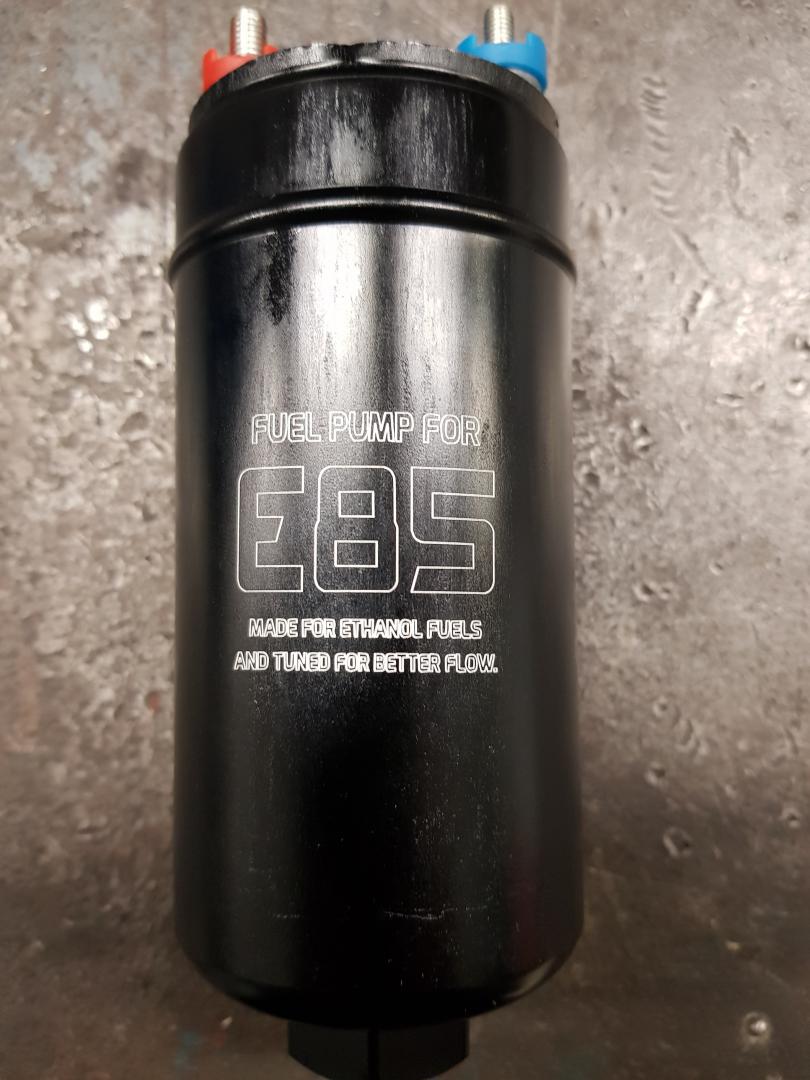 FUEL PUMP FOR
E85
MADE FOR ETHANOL FUELS
AND TUNED FOR BETTER FLOW.